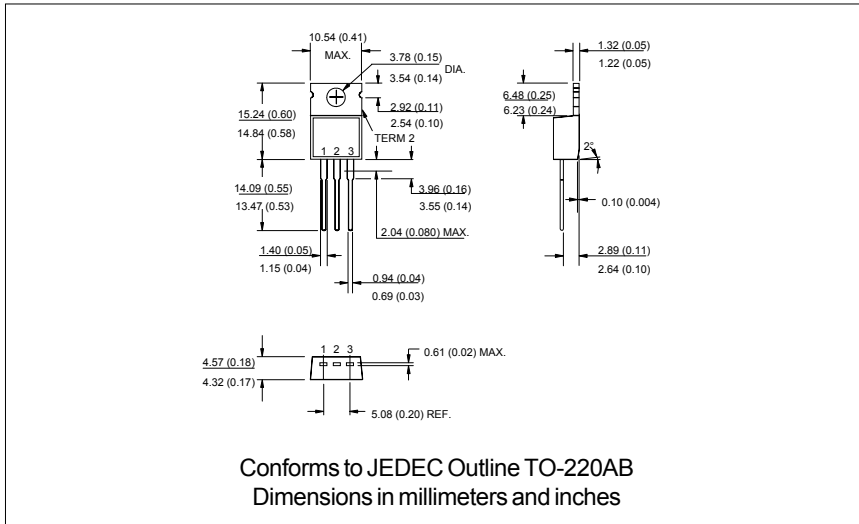 10.54 (0.41)
MAX.
3.78 (0.15)
3.54 (0.14)
DIA.
1.32 (0.05)
1.22 (0.05)
15.24 (0.60)
14.84 (0.58)
2.92 (0.11)
2.54 (0.10)
TERM 2
6.48 (0.25)
6.23 (0.24)
1 2 3
2°
14.09 (0.55)
13.47 (0.53)
3.96 (0.16)
3.55 (0.14)
0.10 (0.004)
2.04 (0.080) MAX.
1.40 (0.05)
1.15 (0.04)
0.94 (0.04)
0.69 (0.03)
2.89 (0.11)
2.64 (0.10)
1 2 3
0.61 (0.02) MAX.
4.57 (0.18)
4.32 (0.17)
5.08 (0.20) REF.
Conforms to JEDEC Outline TO-220AB
Dimensions in millimeters and inches